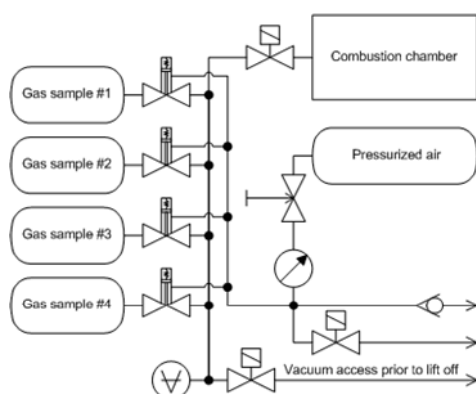 Gas sample #1
Combustion chamber
Gas sample #2
Pressurized air
Gas sample #3
Gas sample #4
Vacuum access prior to lift off